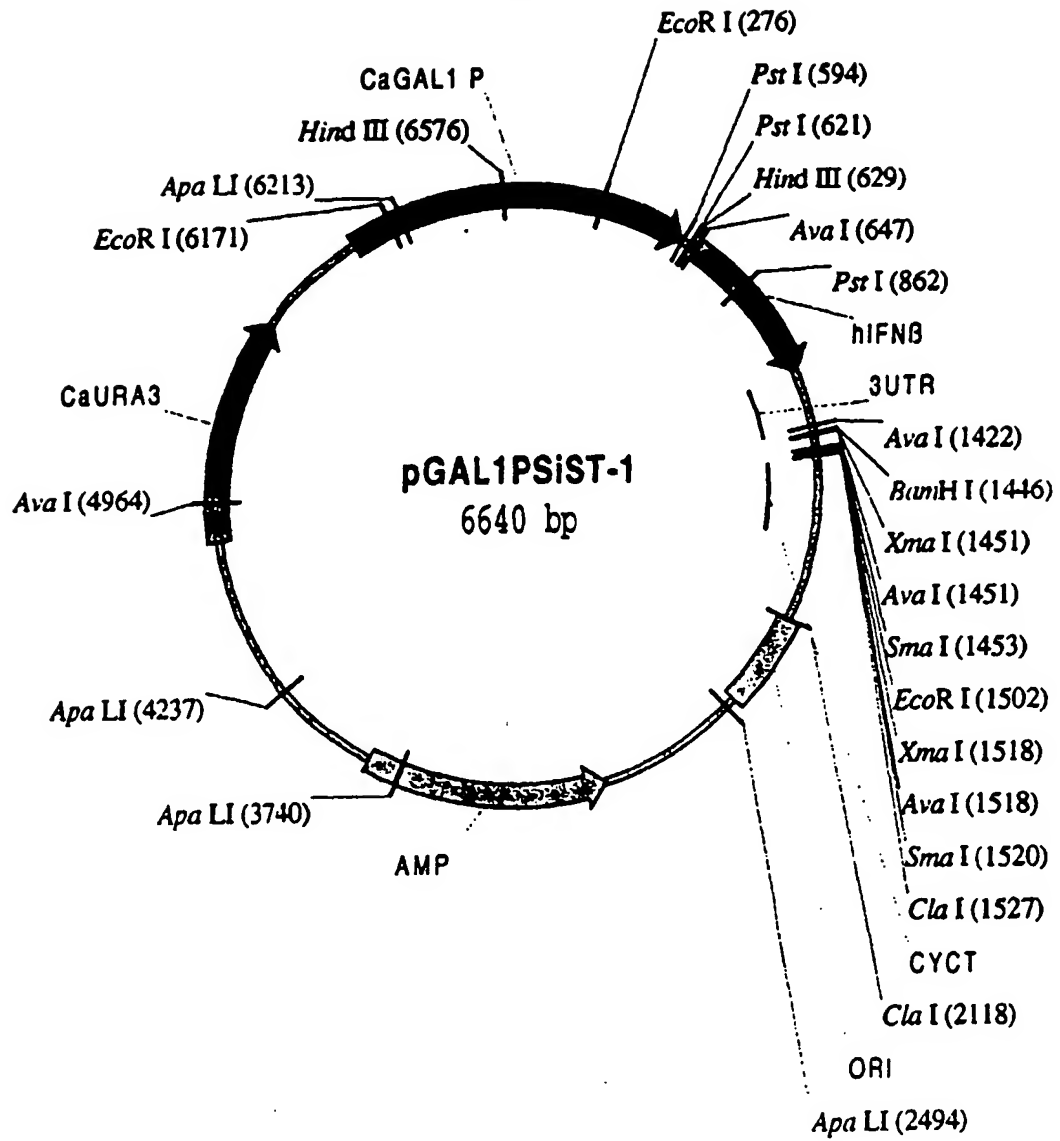 EcoR I (276)
CaGAL1 P
Pst I (594)
Hind III (6576)
Pst I (621)
Apa LI (6213)
Hind III (629)
EcoR I (6171)
Ava I (647)
Pst I (862)
hIFNβ
CaURA3
3UTR
Ava I (1422)
pGAL1PSiST-1
6640 bp
BamH I (1446)
Ava I (4964)
Xma I (1451)
Ava I (1451)
Sma I (1453)
EcoR I (1502)
Apa LI (4237)
Xma I (1518)
Ava I (1518)
Apa LI (3740)
Sma I (1520)
AMP
Cla I (1527)
CYCT
Cla I (2118)
ORI
Apa LI (2494)